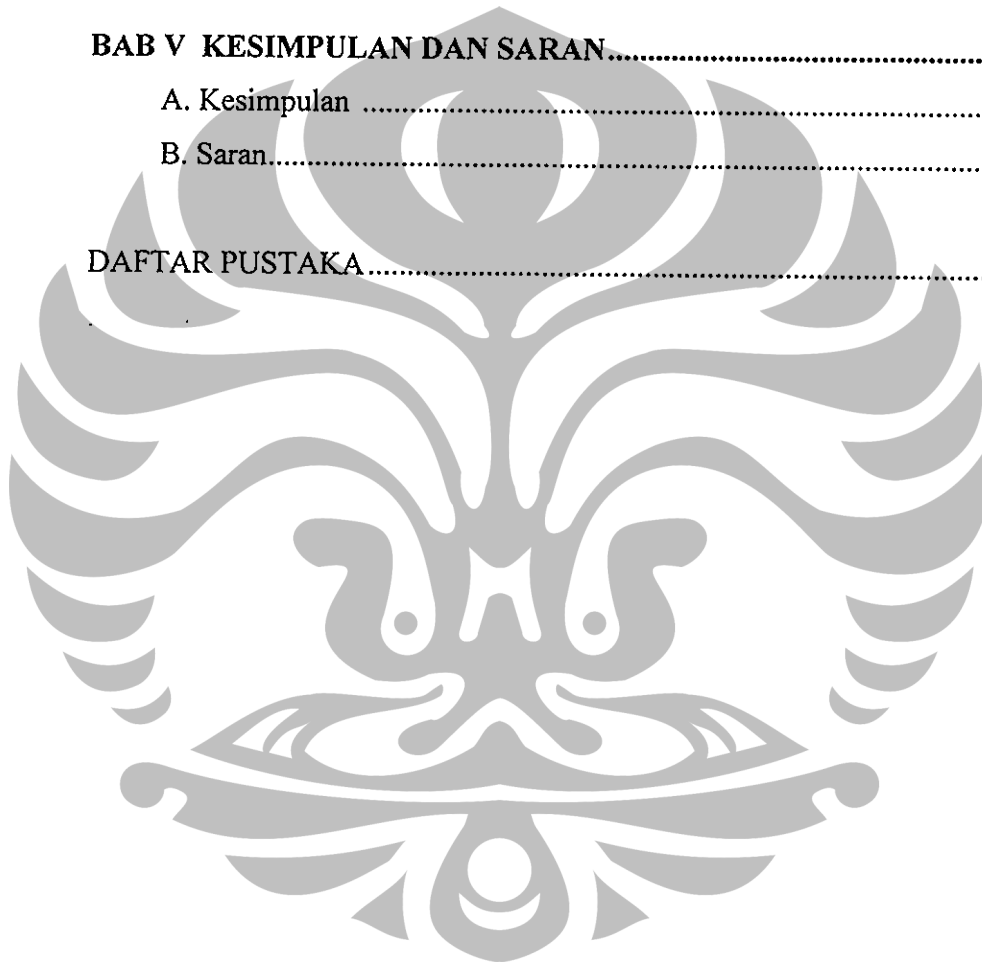 BAB V KESIMPULAN DAN SARAN..............................................................
A. Kesimpulan ..........................................................................................
B. Saran.......................................................................................................
DAFTAR PUSTAKA..........................................................................................